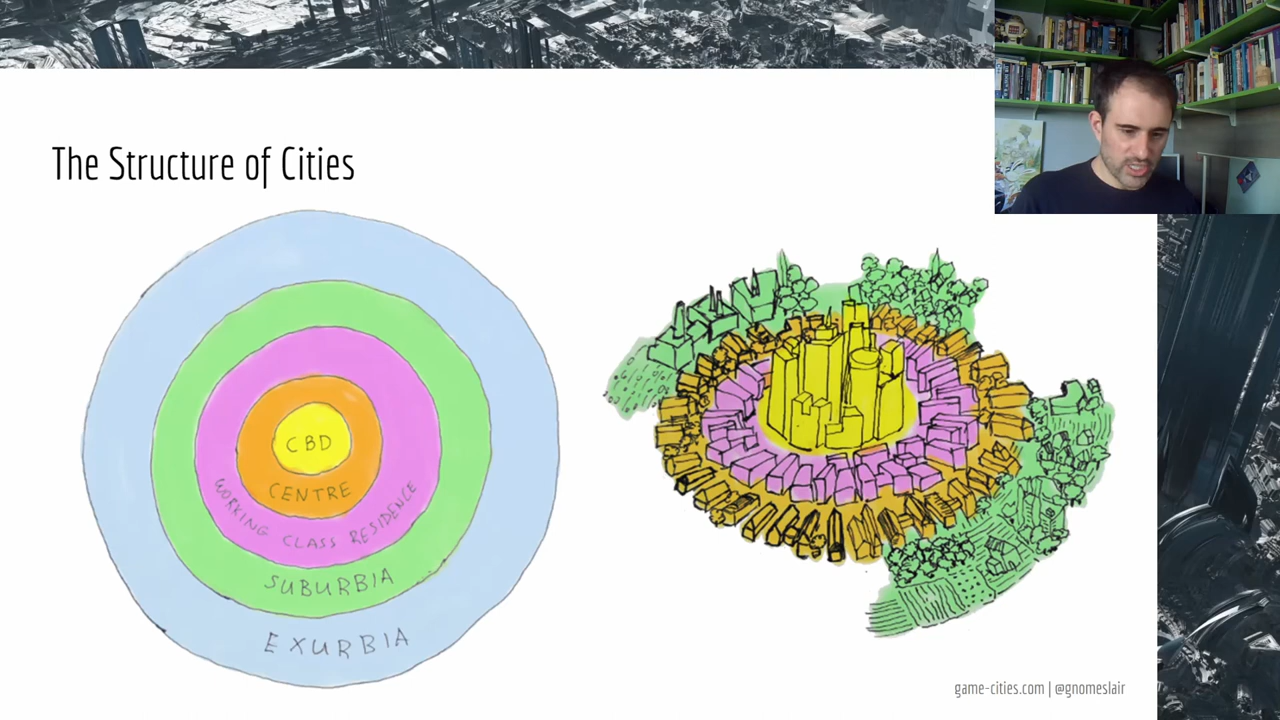 The Structure of Cities
CBD
CENTRE
WORKING CLASS RESIDENCE
SUBURBIA
EXURBIA
game-cities.com | @gnomeslair